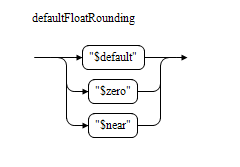 defaultFloatRounding
"$default"
"$zero"
"$near"